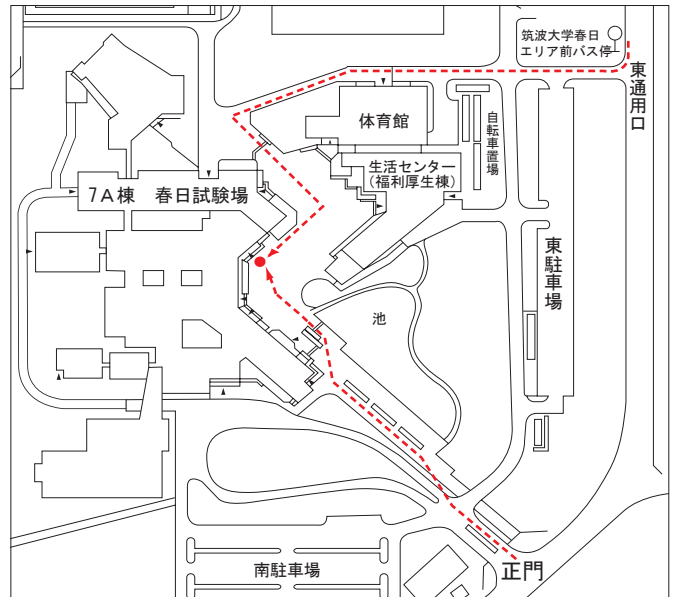 筑波大学春日
エリア前バス停
東通用口
体育館
自転車置場
生活センター
(福利厚生棟)
7A棟 春日試験場
東駐車場
池
南駐車場
正門